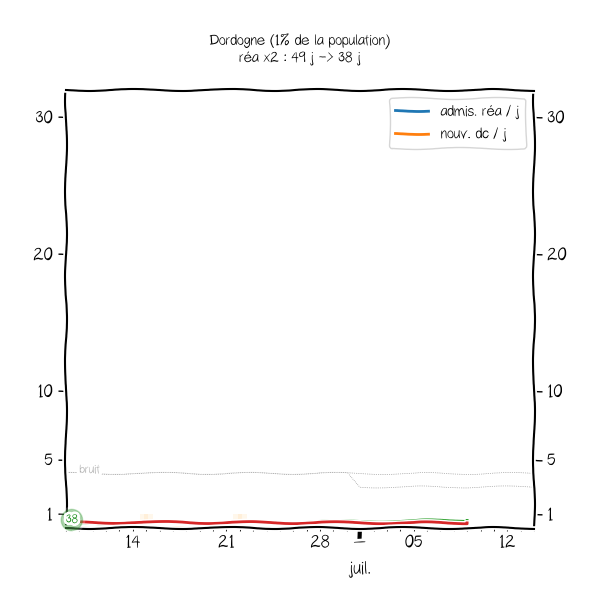 Dordogne (1% de la population)
réa x2 : 49 j -> 38 j
admis. réa / j
nouv. dc / j
30
30
20
20
10
10
5
5
bruit
1
1
38
14
21
28
1
05
12
juil.